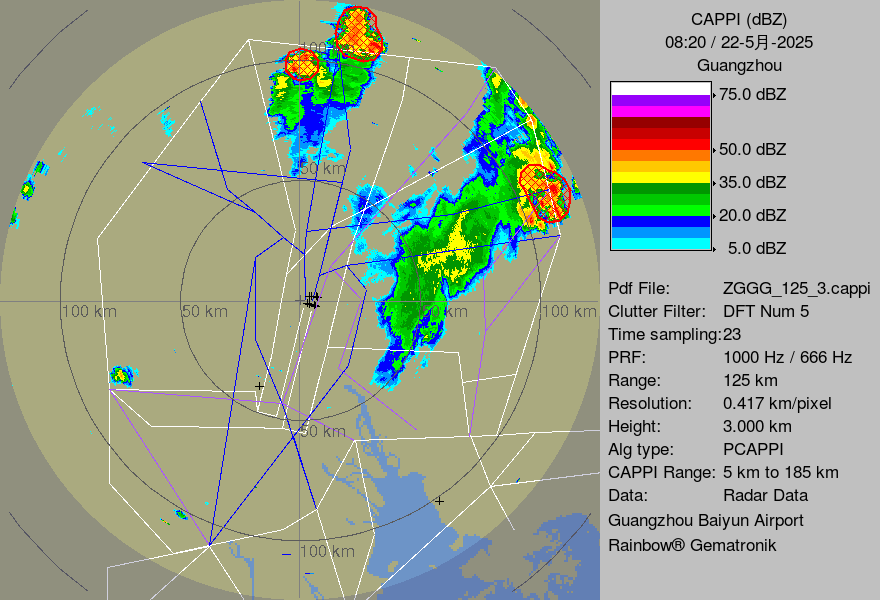 CAPPI (dBZ)
08:20 / 22-5月-2025
Guangzhou
75.0 dBZ
50.0 dBZ
35.0 dBZ
20.0 dBZ
5.0 dBZ
Pdf File: ZGGG_125_3.cappi
Clutter Filter: DFT Num 5
Time sampling:23
PRF: 1000 Hz / 666 Hz
Range: 125 km
Resolution: 0.417 km/pixel
Height: 3.000 km
Alg type: PCAPPI
CAPPI Range: 5 km to 185 km
Data: Radar Data
Guangzhou Baiyun Airport
Rainbow® Gematronik
100
50 km
100 km
50 km
0 km
100 km
50 km
100 km